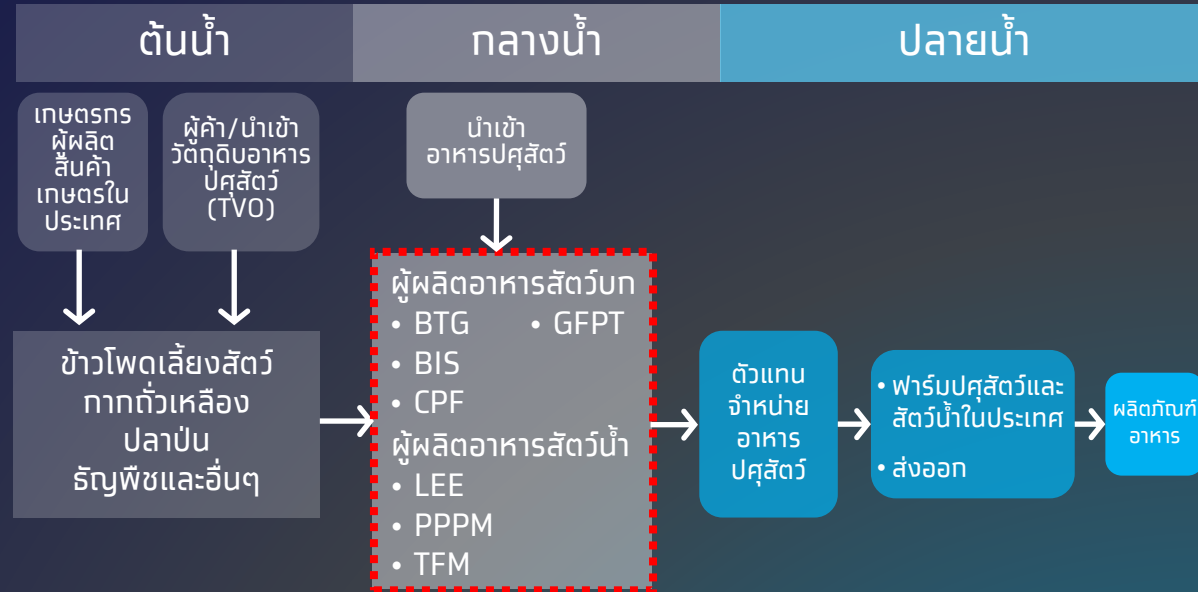 ต้นน้ำ
กลางน้ำ
ปลายน้ำ
เกษตรกร
ผู้ผลิต
สินค้า
เกษตรใน
ประเทศ
ผู้ค้า/นำเข้า
วัตถุดิบอาหาร
ปศุสัตว์
(TVO)
นำเข้า
อาหารปศุสัตว์
ข้าวโพดเลี้ยงสัตว์
กากถั่วเหลือง
ปลาป่น
ธัญพืชและอื่นๆ
ผู้ผลิตอาหารสัตว์บก
• BTG • GFPT
• BIS
• CPF
ผู้ผลิตอาหารสัตว์น้ำ
• LEE
• PPPM
• TFM
ตัวแทน
จำหน่าย
อาหาร
ปศุสัตว์
• ฟาร์มปศุสัตว์และ
สัตว์น้ำในประเทศ
• ส่งออก
ผลิตภัณฑ์
อาหาร